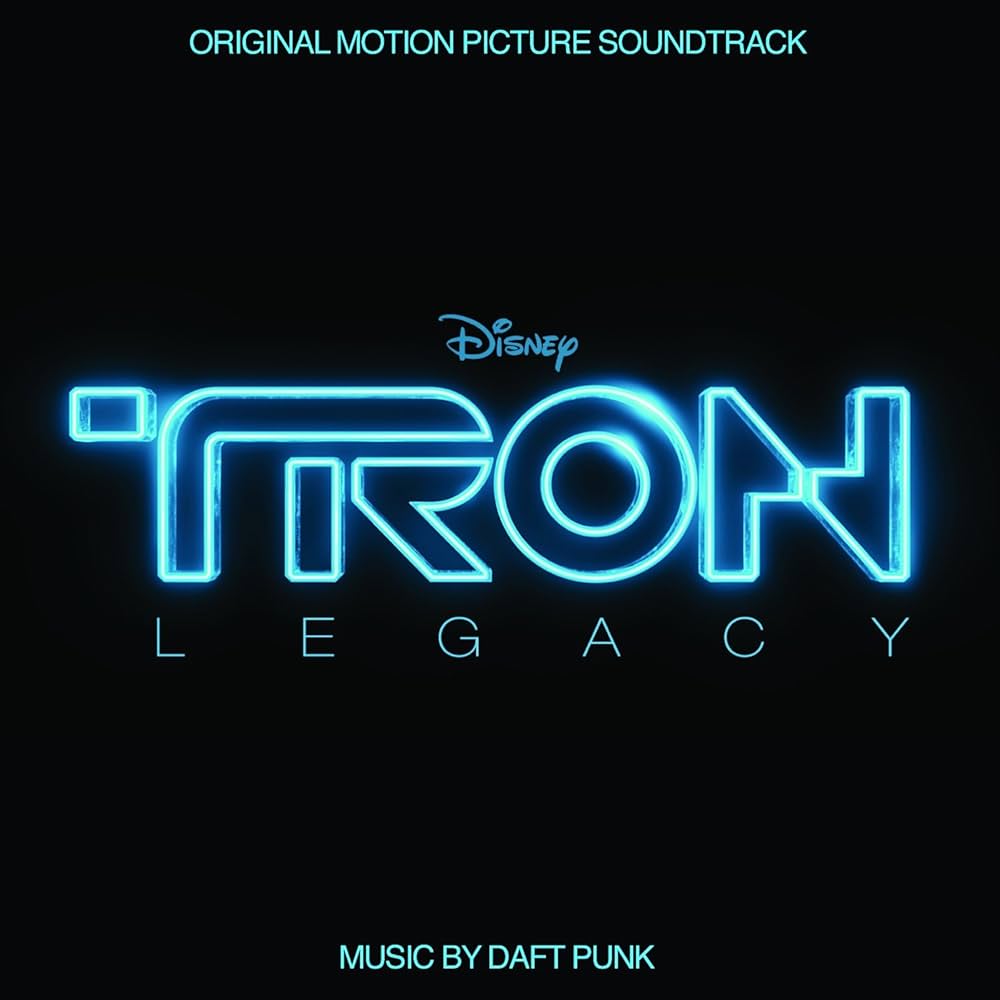 ORIGINAL MOTION PICTURE SOUNDTRACK
Disney
TRON
LEGACY
MUSIC BY DAFT PUNK